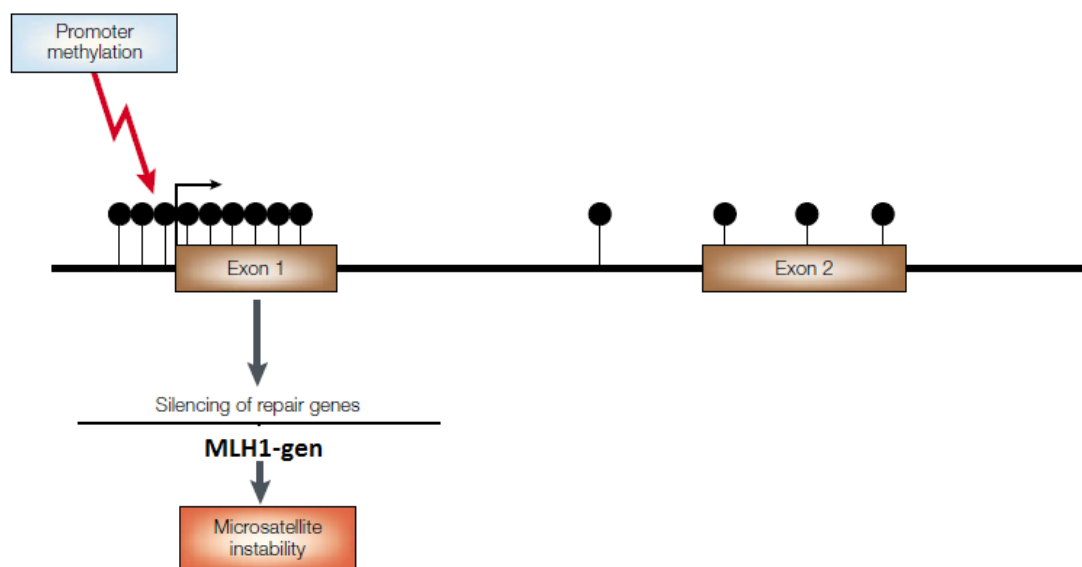 Promoter
methylation
Exon 1
Exon 2
Silencing of repair genes
MLH1-gen
Microsatellite
instability